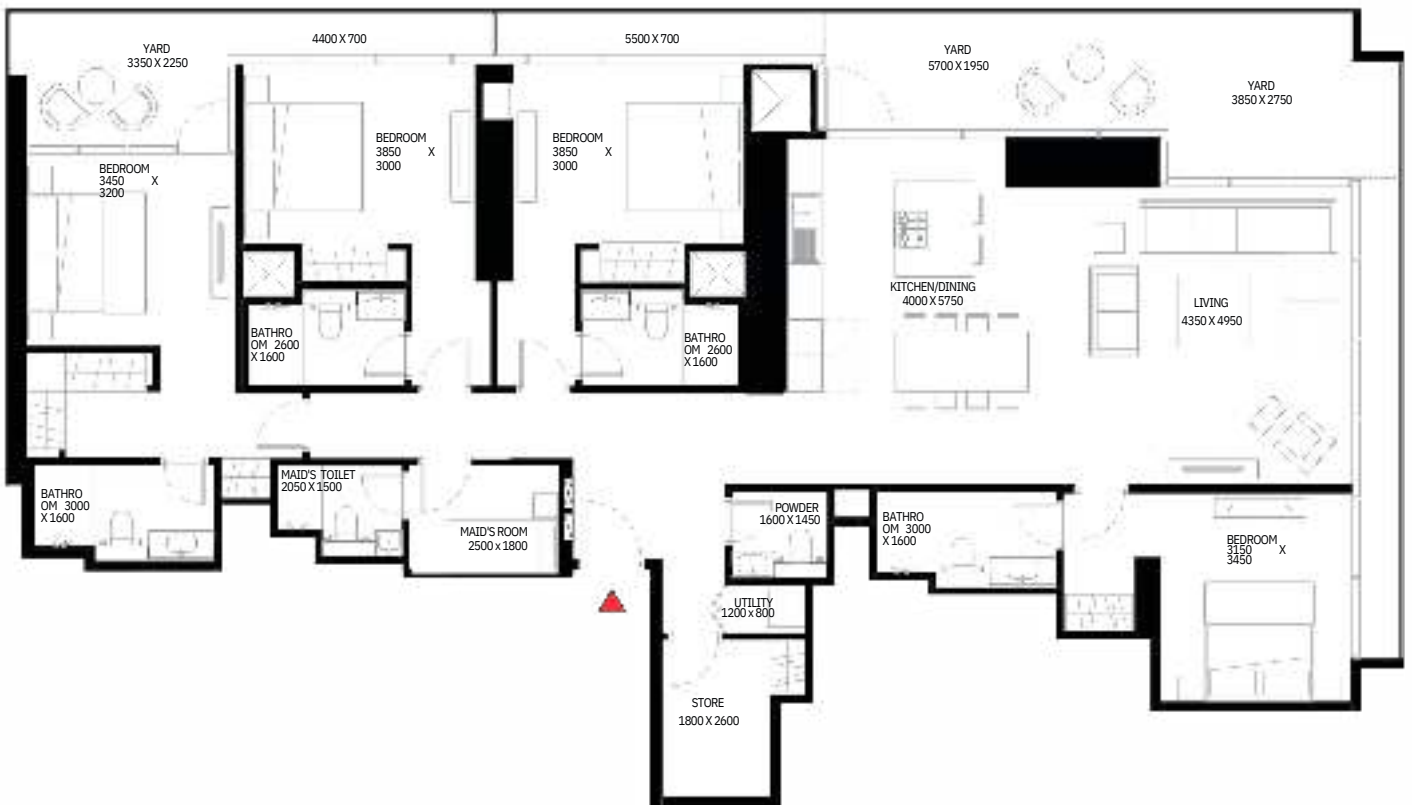 YARD
3350 X 2250
4400 X 700
5500 X 700
YARD
5700 X 1950
YARD
3850 X 2750
BEDROOM
3450 X
3200
BEDROOM
3850 X
3000
BEDROOM
3850 X
3000
KITCHEN/DINING
4000 X 5750
LIVING
4350 X 4950
BATHRO
OM 2600
X 1600
BATHRO
OM 2600
X 1600
BATHRO
OM 3000
X 1600
MAID'S TOILET
2050 X 1500
MAID'S ROOM
2500 x 1800
POWDER
1600 X 1450
BATHRO
OM 3000
X 1600
BEDROOM
3150 X
3450
UTILITY
1200 x 800
STORE
1800 X 2600